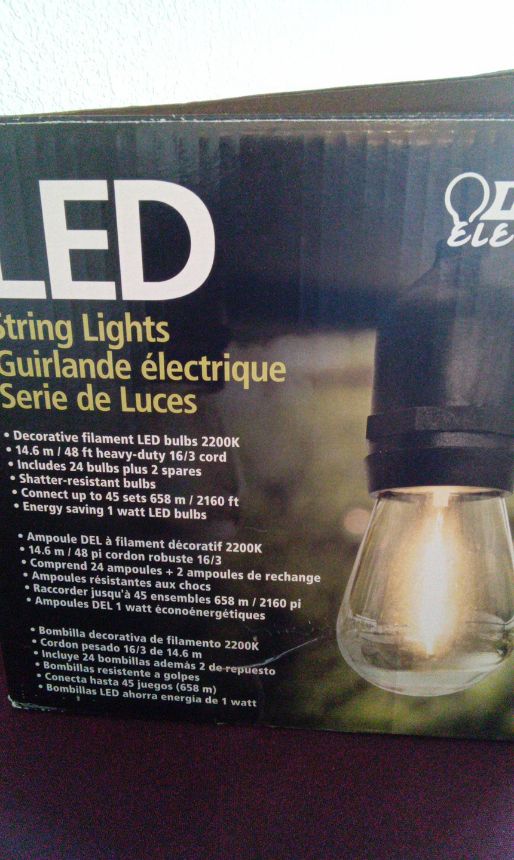 LED
ELE
String Lights
Guirlande électrique
Serie de Luces
• Decorative filament LED bulbs 2200K
• 14.6 m / 48 ft heavy-duty 16/3 cord
• Includes 24 bulbs plus 2 spares
• Shatter-resistant bulbs
• Connect up to 45 sets 658 m / 2160 ft
• Energy saving 1 watt LED bulbs
• Ampoule DEL à filament décoratif 2200K
• 14.6 m / 48 pi cordon robuste 16/3
• Comprend 24 ampoules + 2 ampoules de rechange
• Ampoules résistantes aux chocs
• Raccorder jusqu'à 45 ensembles 658 m / 2160 pi
• Ampoules DEL 1 watt éconoénergétiques
• Bombilla decorativa de filamento 2200K
• Cordon pesado 16/3 de 14.6 m
• Incluye 24 bombillas además 2 de repuesto
• Bombillas resistente a golpes
• Conecta hasta 45 juegos (658 m)
• Bombillas LED ahorra energia de 1 watt